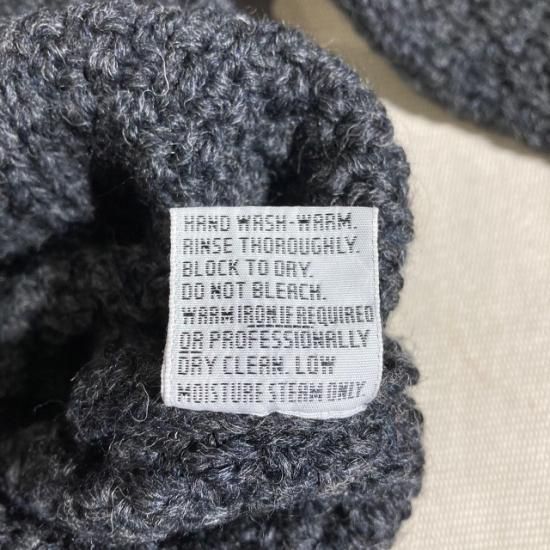 HAND WASH-WARM.
RINSE THOROUGHLY.
BLOCK TO DRY.
DO NOT BLEACH.
WARM IRON IF REQUIRED
OR PROFESSIONALLY
DRY CLEAN. LOW
MOISTURE STEAM ONLY.